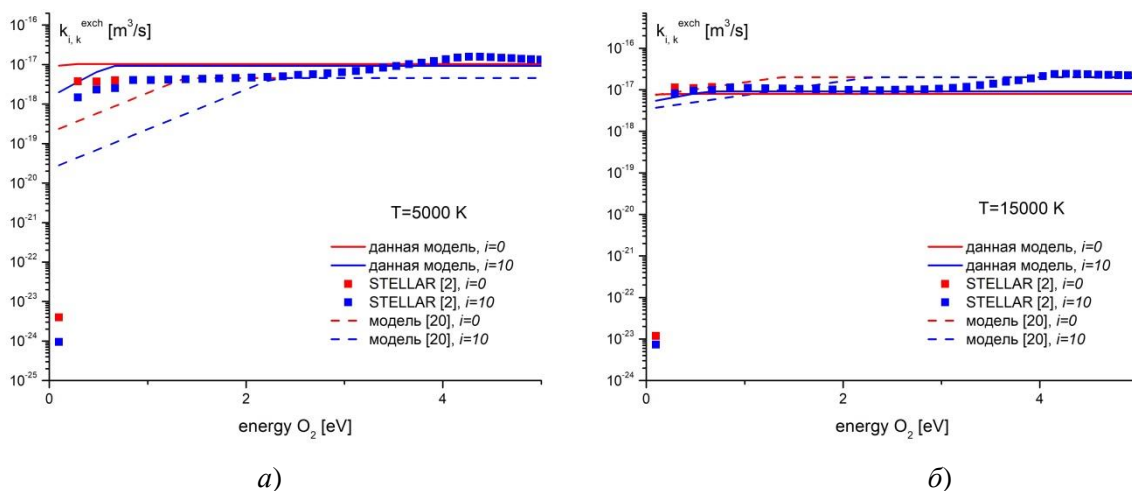 k_{i, k}^{exch} [m^3/s]
10^{-16}
10^{-17}
10^{-18}
10^{-19}
10^{-20}
10^{-21}
10^{-22}
10^{-23}
10^{-24}
10^{-25}
T=5000 K
данная модель, i=0
данная модель, i=10
STELLAR [2], i=0
STELLAR [2], i=10
модель [20], i=0
модель [20], i=10
0 2 4
energy O_2 [eV]
а)
k_{i, k}^{exch} [m^3/s]
10^{-16}
10^{-17}
10^{-18}
10^{-19}
10^{-20}
10^{-21}
10^{-22}
10^{-23}
10^{-24}
T=15000 K
данная модель, i=0
данная модель, i=10
STELLAR [2], i=0
STELLAR [2], i=10
модель [20], i=0
модель [20], i=10
0 2 4
energy O_2 [eV]
б)